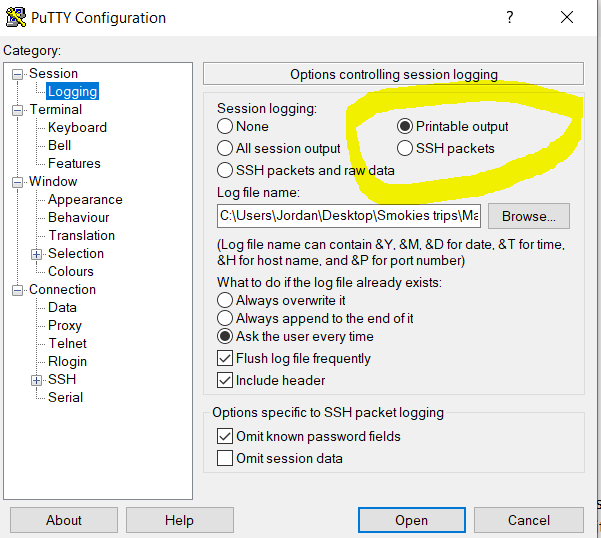 PuTTY Configuration
?
Category:
Session
Logging
Terminal
Keyboard
Bell
Features
Window
Appearance
Behaviour
Translation
Selection
Colours
Connection
Data
Proxy
Telnet
Rlogin
SSH
Serial
Options controlling session logging
Session logging:
None
Printable output
All session output
SSH packets
SSH packets and raw data
Log file name:
C:\Users\Jordan\Desktop\Smokies trips\Ma
Browse...
(Log file name can contain &Y, &M, &D for date, &T for time,
&H for host name, and &P for port number)
What to do if the log file already exists:
Always overwrite it
Always append to the end of it
Ask the user every time
Flush log file frequently
Include header
Options specific to SSH packet logging
Omit known password fields
Omit session data
About
Help
Open
Cancel